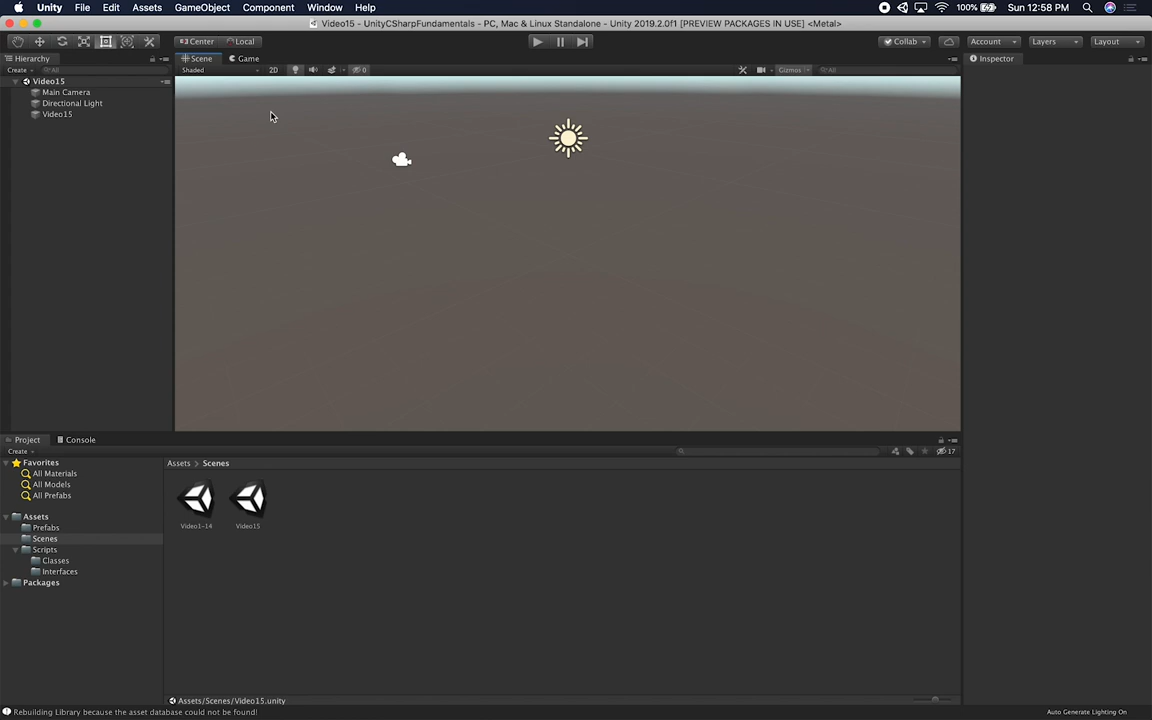 Unity File Edit Assets GameObject Component Window Help 100% Sun 12:58 PM
Video15 - UnityCSharpFundamentals - PC, Mac & Linux Standalone - Unity 2019.2.0f1 [PREVIEW PACKAGES IN USE] <Metal>
Center Local Collab Account Layers Layout
Hierarchy Scene Game Inspector
Create All Shaded 2D 0 Gizmos All
Video15
Main Camera
Directional Light
Video15
Project Console
Create 17
Favorites
All Materials
All Models
All Prefabs
Assets
Prefabs
Scenes
Scripts
Classes
Interfaces
Packages
Assets > Scenes
Video1-14 Video15
Assets/Scenes/Video15.unity
Rebuilding Library because the asset database could not be found! Auto Generate Lighting On